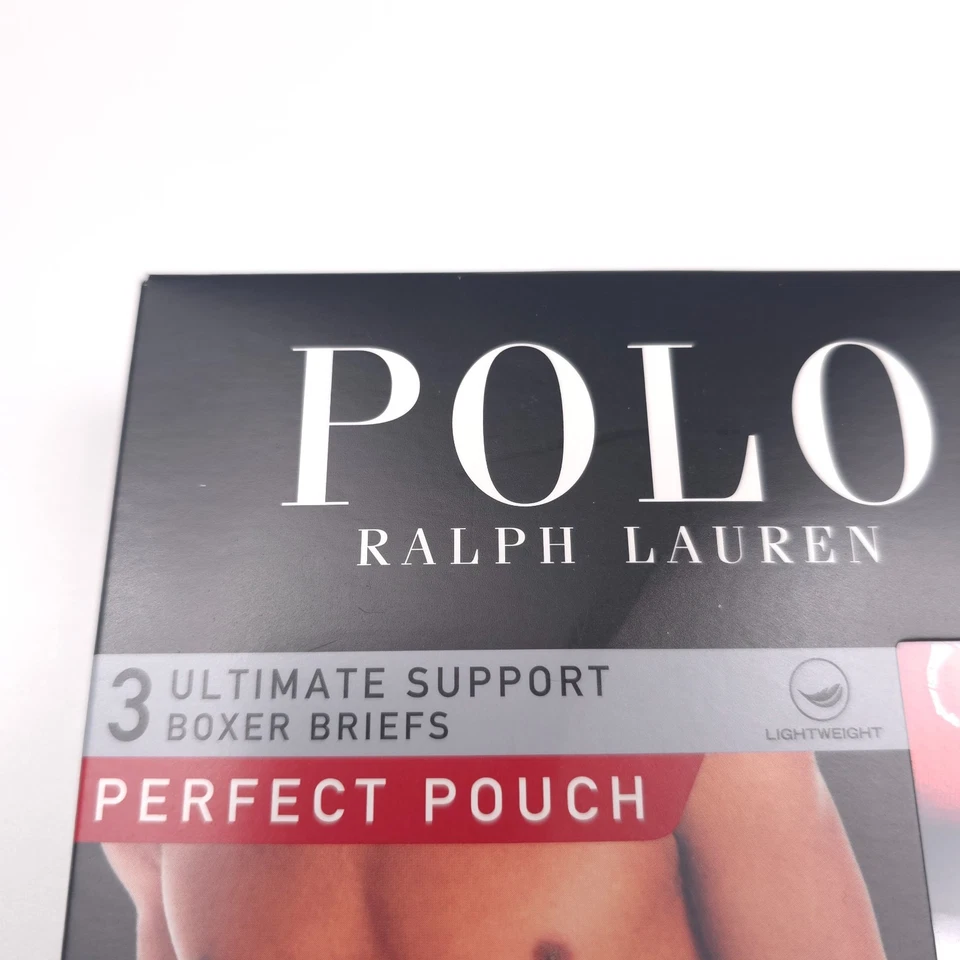 POLO
RALPH LAUREN
3 ULTIMATE SUPPORT
BOXER BRIEFS
LIGHTWEIGHT
PERFECT POUCH